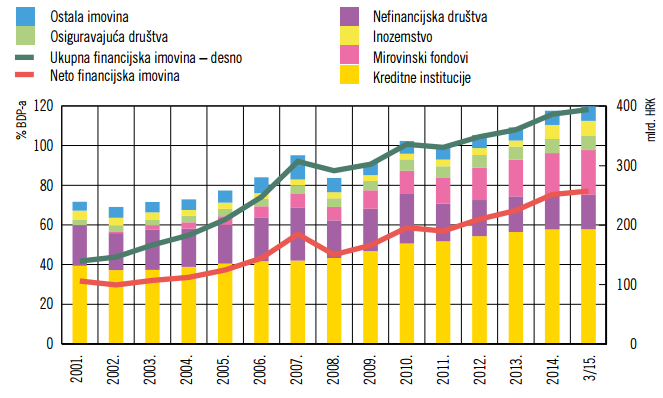 Ostala imovina
Osiguravajuća društva
Ukupna financijska imovina – desno
Neto financijska imovina
Nefinancijska društva
Inozemstvo
Mirovinski fondovi
Kreditne institucije
% BDP-a
120
100
80
60
40
20
0
400
300
200
100
0
mlrd. HRK
2001.
2002.
2003.
2004.
2005.
2006.
2007.
2008.
2009.
2010.
2011.
2012.
2013.
2014.
3/15.